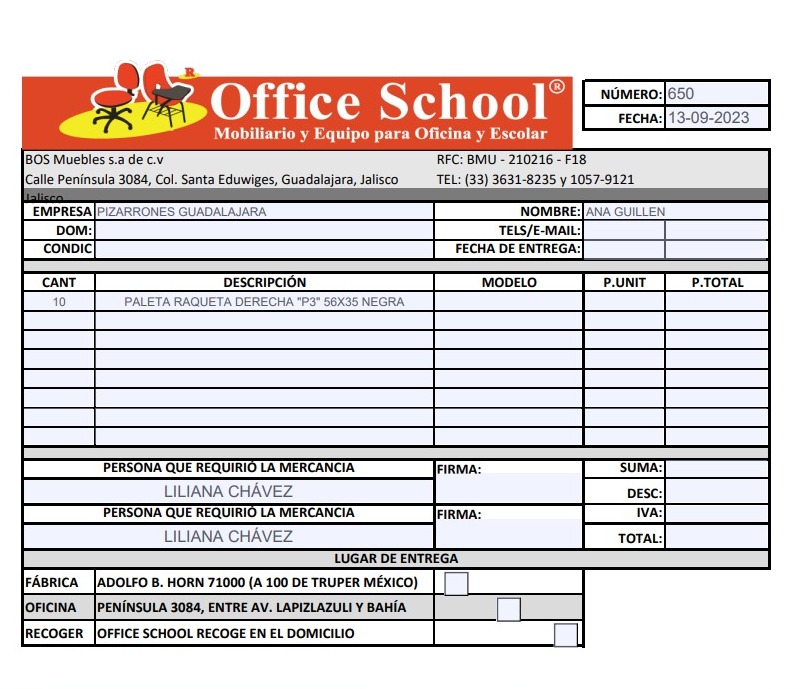 R
Office School®
Mobiliario y Equipo para Oficina y Escolar
NÚMERO: 650
FECHA: 13-09-2023
BOS Muebles s.a de c.v RFC: BMU - 210216 - F18
Calle Península 3084, Col. Santa Eduwiges, Guadalajara, Jalisco TEL: (33) 3631-8235 y 1057-9121
Jalisco
EMPRESA PIZARRONES GUADALAJARA NOMBRE: ANA GUILLEN
DOM: TELS/E-MAIL:
CONDIC FECHA DE ENTREGA:
CANT DESCRIPCIÓN MODELO P.UNIT P.TOTAL
10 PALETA RAQUETA DERECHA "P3" 56X35 NEGRA
PERSONA QUE REQUIRIÓ LA MERCANCIA FIRMA: SUMA:
LILIANA CHÁVEZ DESC:
PERSONA QUE REQUIRIÓ LA MERCANCIA FIRMA: IVA:
LILIANA CHÁVEZ TOTAL:
LUGAR DE ENTREGA
FÁBRICA ADOLFO B. HORN 71000 (A 100 DE TRUPER MÉXICO)
OFICINA PENÍNSULA 3084, ENTRE AV. LAPIZLAZULI Y BAHÍA
RECOGER OFFICE SCHOOL RECOGE EN EL DOMICILIO